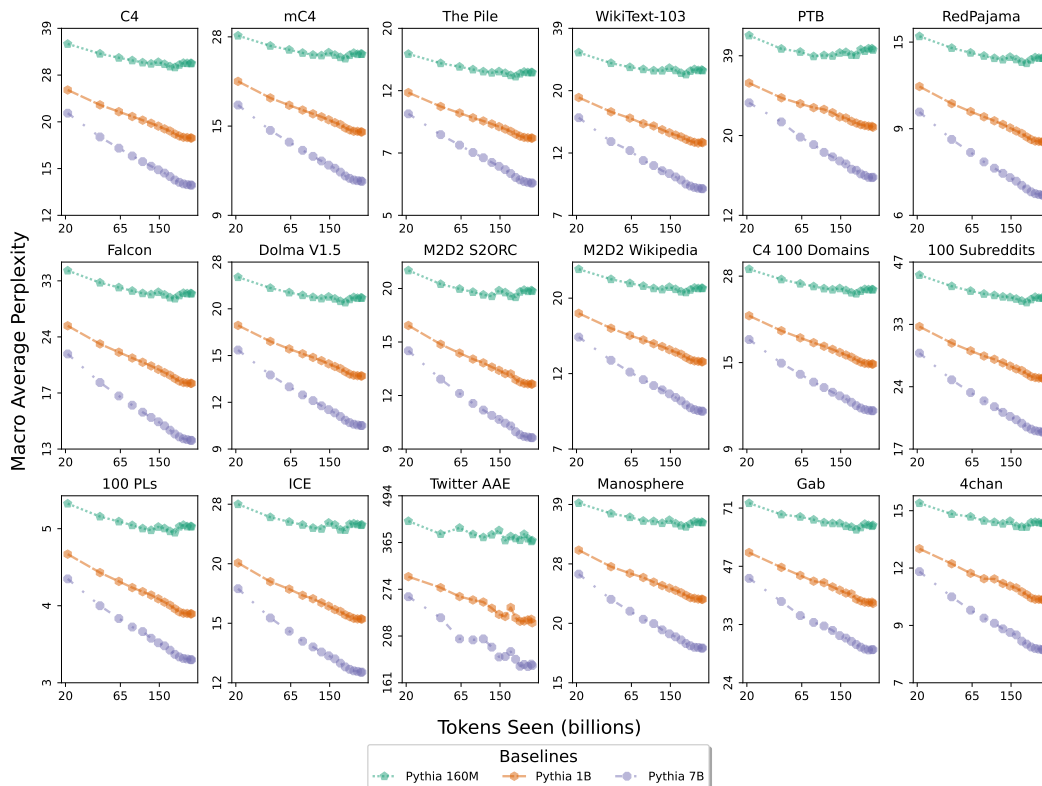 C4 mC4 The Pile WikiText-103 PTB RedPajama
39 28 20 15 12
28 15 9
20 12 7 5
39 20 12 7
39 20 12
15 9 6
20 65 150 20 65 150 20 65 150 20 65 150 20 65 150 20 65 150
Macro Average Perplexity
Falcon Dolma V1.5 M2D2 S2ORC M2D2 Wikipedia C4 100 Domains 100 Subreddits
33 24 17 13
28 20 15 12 9
20 15 12 9
20 12 7
28 15 9
47 33 24 17
20 65 150 20 65 150 20 65 150 20 65 150 20 65 150 20 65 150
100 PLs ICE Twitter AAE Manosphere Gab 4chan
5 4 3
28 20 15 12
494 365 274 208 161
39 28 20 15
71 47 33 24
15 12 9 7
20 65 150 20 65 150 20 65 150 20 65 150 20 65 150 20 65 150
Tokens Seen (billions)
Baselines
Pythia 160M Pythia 1B Pythia 7B